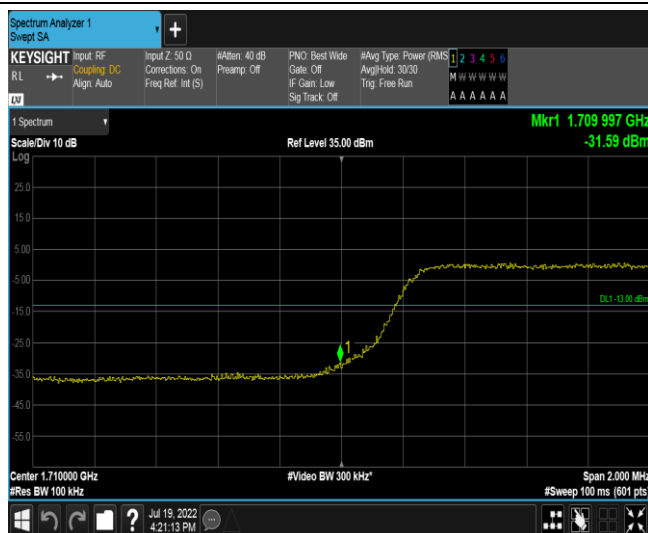 Spectrum Analyzer 1
Swept SA
+
KEYSIGHT Input: RF Input Z: 50 Ω #Atten: 40 dB PNO: Best Wide #Avg Type: Power (RMS 1 2 3 4 5 6
RL Coupling: DC Corrections: On Preamp: Off Gate: Off Avg|Hold: 30/30 M W W W W W
Align: Auto Freq Ref: Int (S) IF Gain: Low Trig: Free Run
Sig Track: Off A A A A A A
LXI
1 Spectrum Mkr1 1.709 997 GHz
Scale/Div 10 dB Ref Level 35.00 dBm -31.59 dBm
Log
25.0
15.0
5.00
-5.00
DL1 -13.00 dBm
-15.0
-25.0
1
-35.0
-45.0
-55.0
Center 1.710000 GHz #Video BW 300 kHz* Span 2.000 MHz
#Res BW 100 kHz #Sweep 100 ms (601 pts)
? Jul 19, 2022
4:21:13 PM